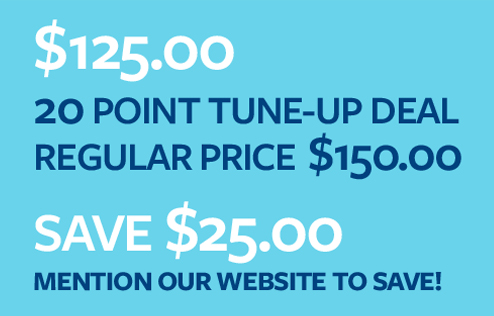 $125.00
20 POINT TUNE-UP DEAL
REGULAR PRICE $150.00
SAVE $25.00
MENTION OUR WEBSITE TO SAVE!